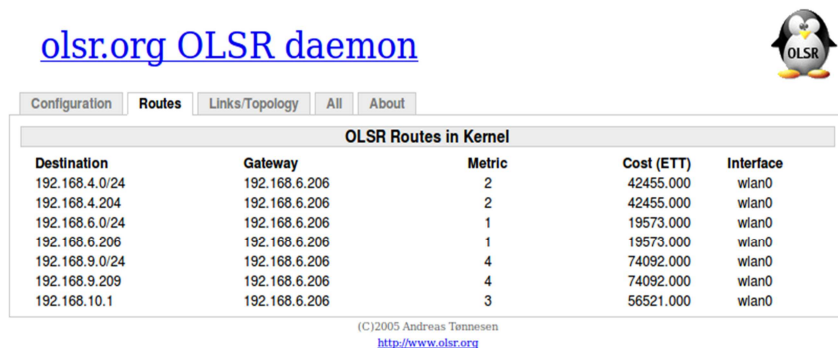 olsr.org OLSR daemon
OLSR
Configuration Routes Links/Topology All About
OLSR Routes in Kernel
Destination Gateway Metric Cost (ETT) Interface
192.168.4.0/24 192.168.6.206 2 42455.000 wlan0
192.168.4.204 192.168.6.206 2 42455.000 wlan0
192.168.6.0/24 192.168.6.206 1 19573.000 wlan0
192.168.6.206 192.168.6.206 1 19573.000 wlan0
192.168.9.0/24 192.168.6.206 4 74092.000 wlan0
192.168.9.209 192.168.6.206 4 74092.000 wlan0
192.168.10.1 192.168.6.206 3 56521.000 wlan0
(C)2005 Andreas Tønnesen
http://www.olsr.org